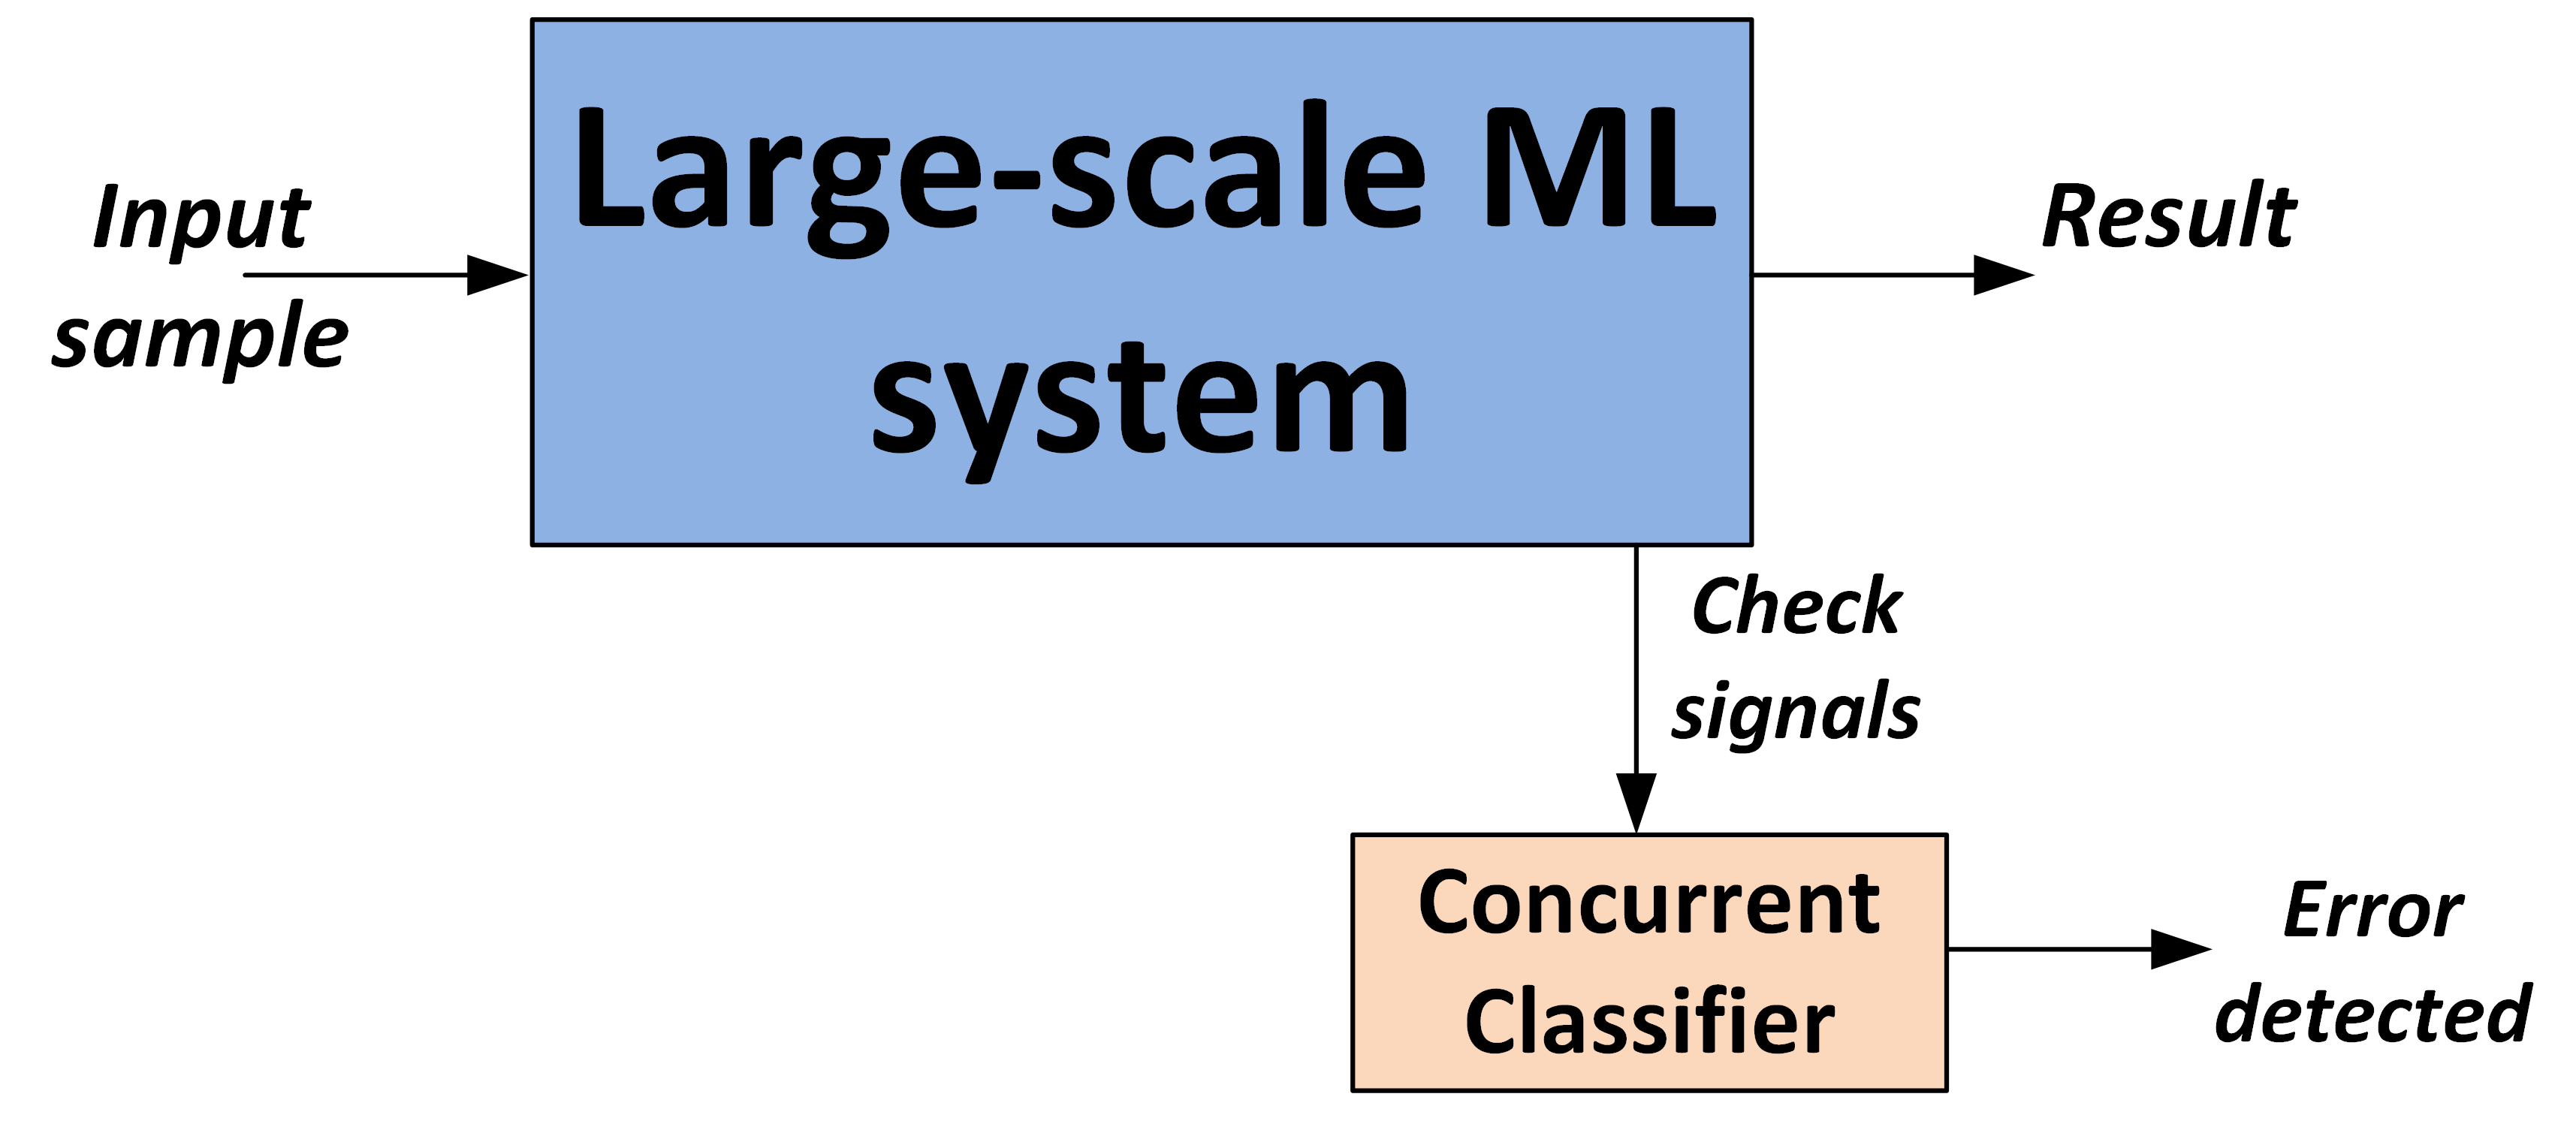 Input
sample
Large-scale ML
system
Result
Check
signals
Concurrent
Classifier
Error
detected